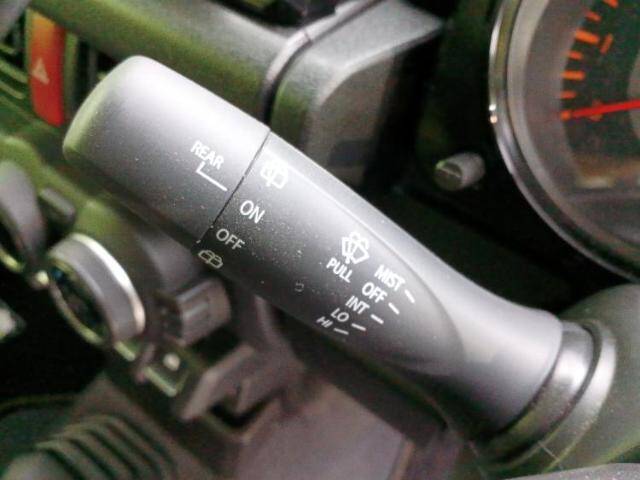 REAR
ON
OFF
PULL
MIST
OFF
INT
LO
HI